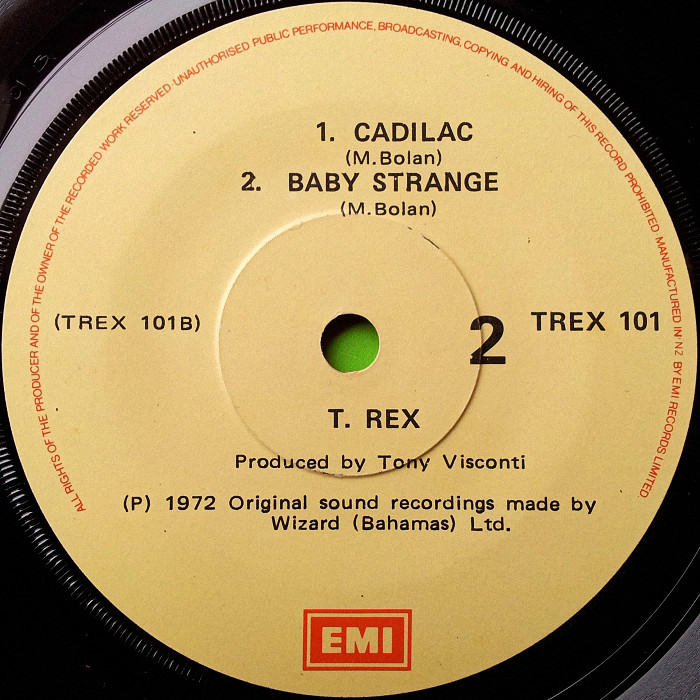 ALL RIGHTS OF THE PRODUCER AND OF THE OWNER OF THE RECORDED WORK RESERVED UNAUTHORISED PUBLIC PERFORMANCE, BROADCASTING, COPYING AND HIRING OF THIS RECORD PROHIBITED. MANUFACTURED IN NZ BY EMI RECORDS LIMITED
1. CADILAC
(M.Bolan)
2. BABY STRANGE
(M.Bolan)
(TREX 101B)
2
TREX 101
T. REX
Produced by Tony Visconti
(P) 1972 Original sound recordings made by
Wizard (Bahamas) Ltd.
EMI